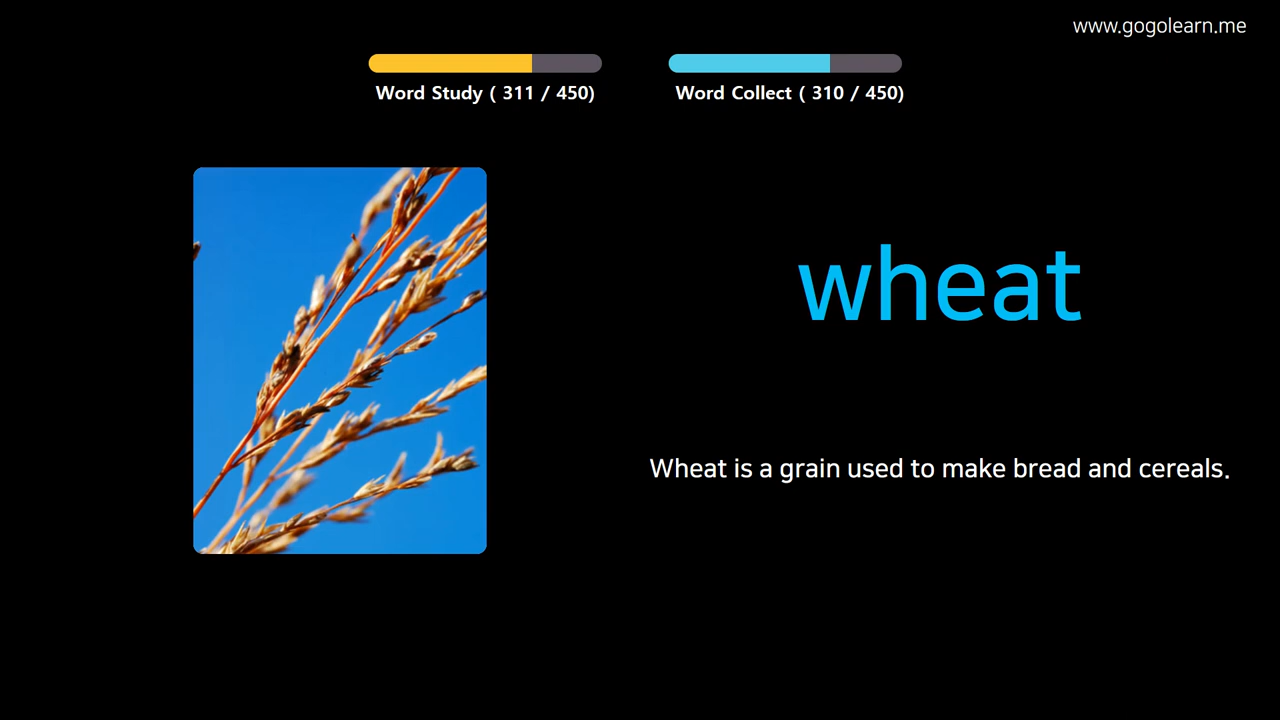 www.gogolearn.me
Word Study ( 311 / 450)
Word Collect ( 310 / 450)
wheat
Wheat is a grain used to make bread and cereals.